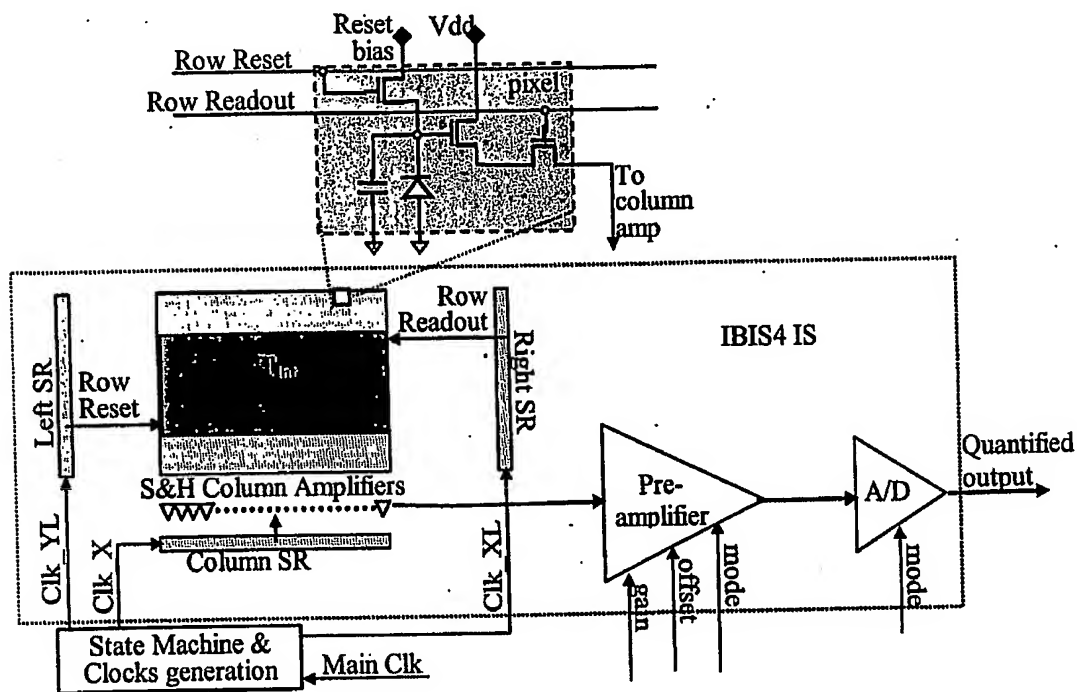 Reset
bias
Vdd
Row Reset
Row Readout
pixel
To
column
amp
Row
Readout
IBIS4 IS
Left SR
Row
Reset
T_int
Right SR
S&H Column Amplifiers
Column SR
Pre-
amplifier
A/D
Quantified
output
Clk_YL
Clk_X
Clk_XL
gain
offset
mode
mode
State Machine &
Clocks generation
Main Clk